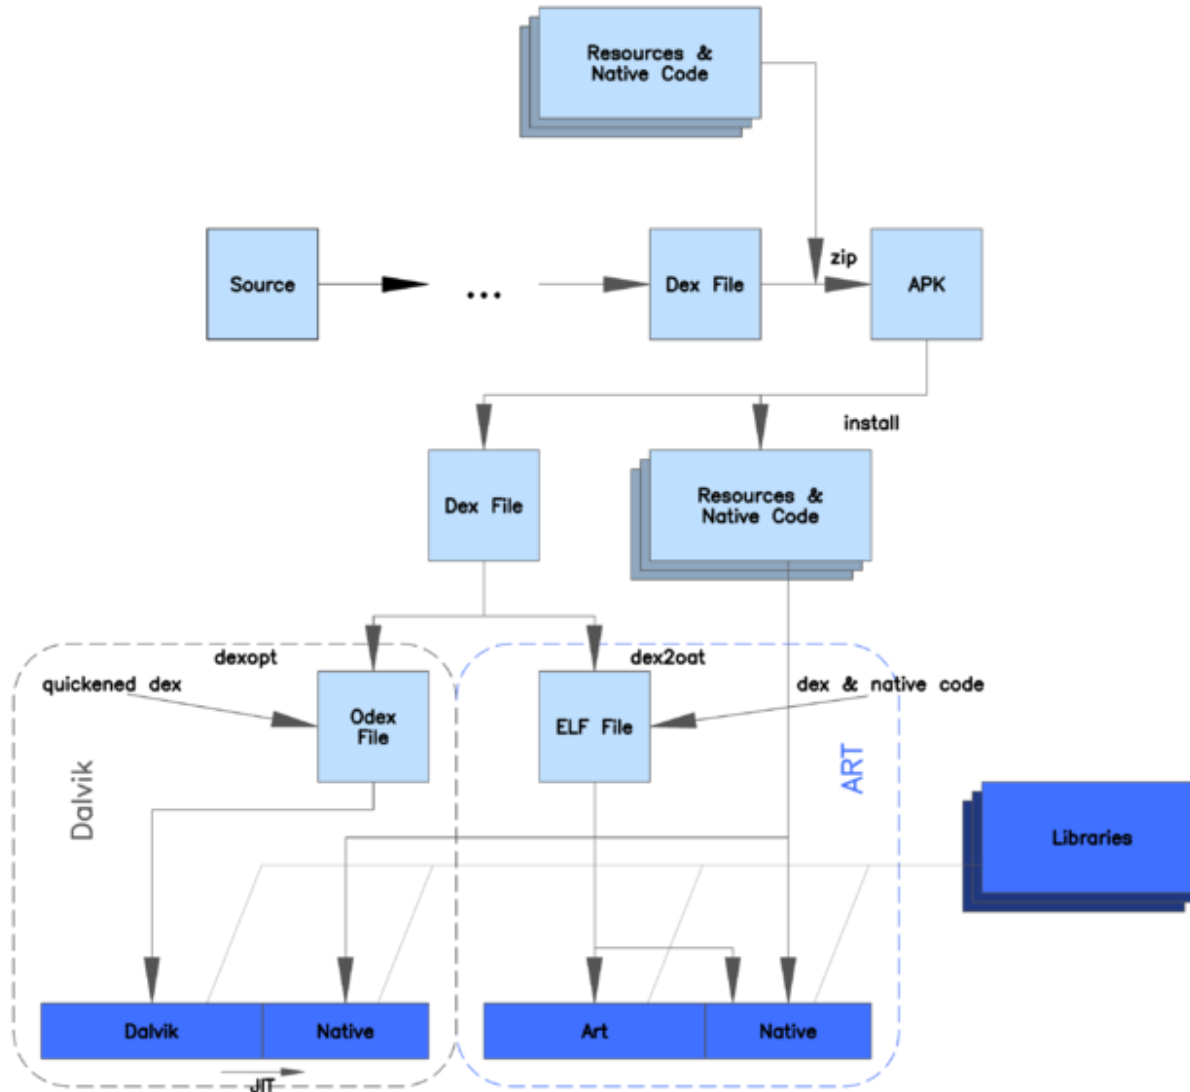 Resources &
Native Code
zip
Source
...
Dex File
APK
install
Dex File
Resources &
Native Code
dexopt
dex2oat
quickened dex
dex & native code
Odex
File
ELF File
Dalvik
ART
Libraries
Dalvik
Native
Art
Native
JIT